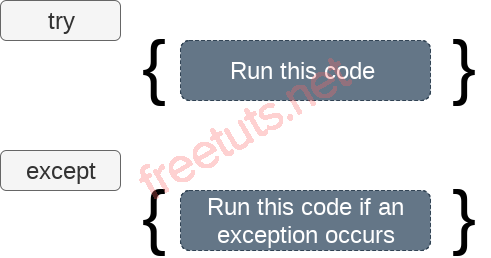 try
{ Run this code }
except
{ Run this code if an
exception occurs }
freetuts.net